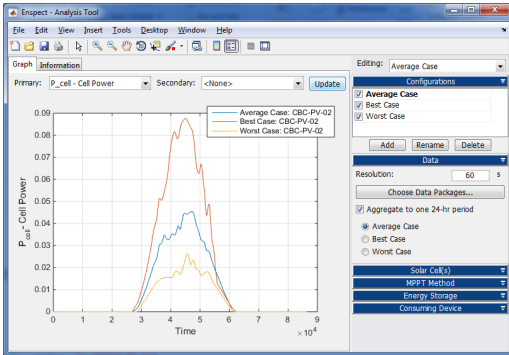 Enspect - Analysis Tool
File Edit View Insert Tools Desktop Window Help
Graph Information
Primary: P_cell - Cell Power Secondary: <None> Update
Average Case: CBC-PV-02
Best Case: CBC-PV-02
Worst Case: CBC-PV-02
0.09
0.08
0.07
0.06
0.05
0.04
0.03
0.02
0.01
0
P_cell - Cell Power
0 1 2 3 4 5 6 7 8 9
Time
× 10^4
Editing: Average Case
Configurations
Average Case
Best Case
Worst Case
Add Rename Delete
Data
Resolution: 60 s
Choose Data Packages...
Aggregate to one 24-hr period
Average Case
Best Case
Worst Case
Solar Cell(s)
MPPT Method
Energy Storage
Consuming Device